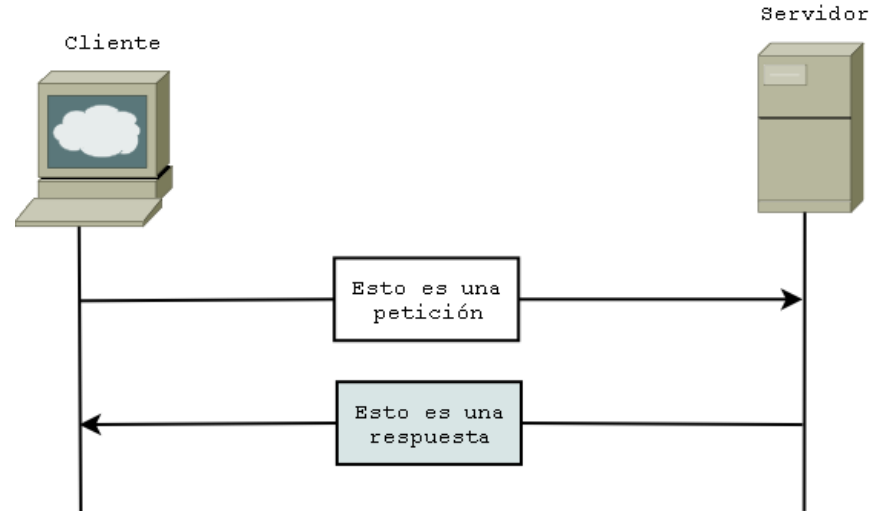 Servidor
Cliente
Esto es una
petición
Esto es una
respuesta